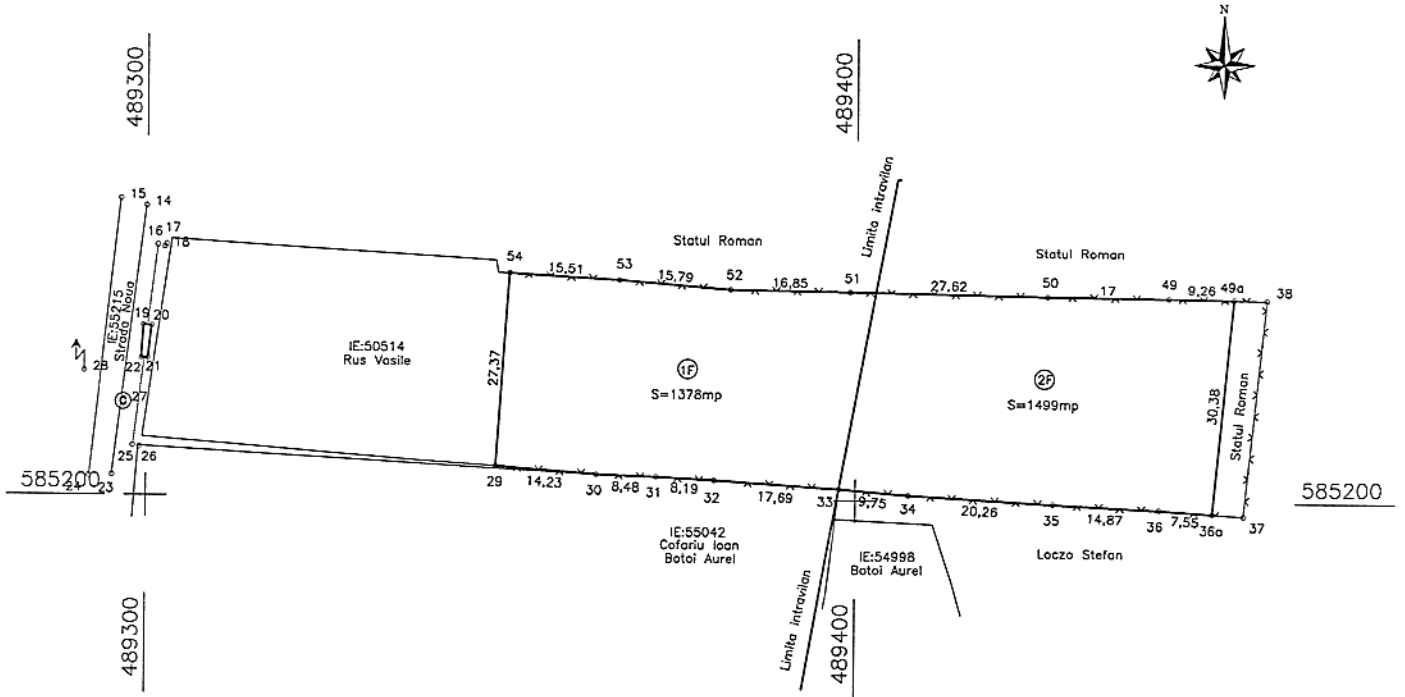 N
489300
489400
15
14
17
16
18
54
15,51
53
Statul Roman
15,79
52
16,85
51
Limita intravilan
27,62
Statul Roman
50
17
49
9,26
49a
38
IE:55215
Strada Noua
19
20
22
21
28
27
IE:50514
Rus Vasile
27,37
1F
S=1378mp
2F
S=1499mp
30,38
Statul Roman
25
26
24
23
585200
29
14,23
30
8,48
31
8,19
32
17,69
33
9,75
34
20,26
35
14,87
36
7,55
36a
37
585200
IE:55042
Cofariu Ioan
Botoi Aurel
IE:54998
Botoi Aurel
Loczo Stefan
Limita intravilan
489300
489400